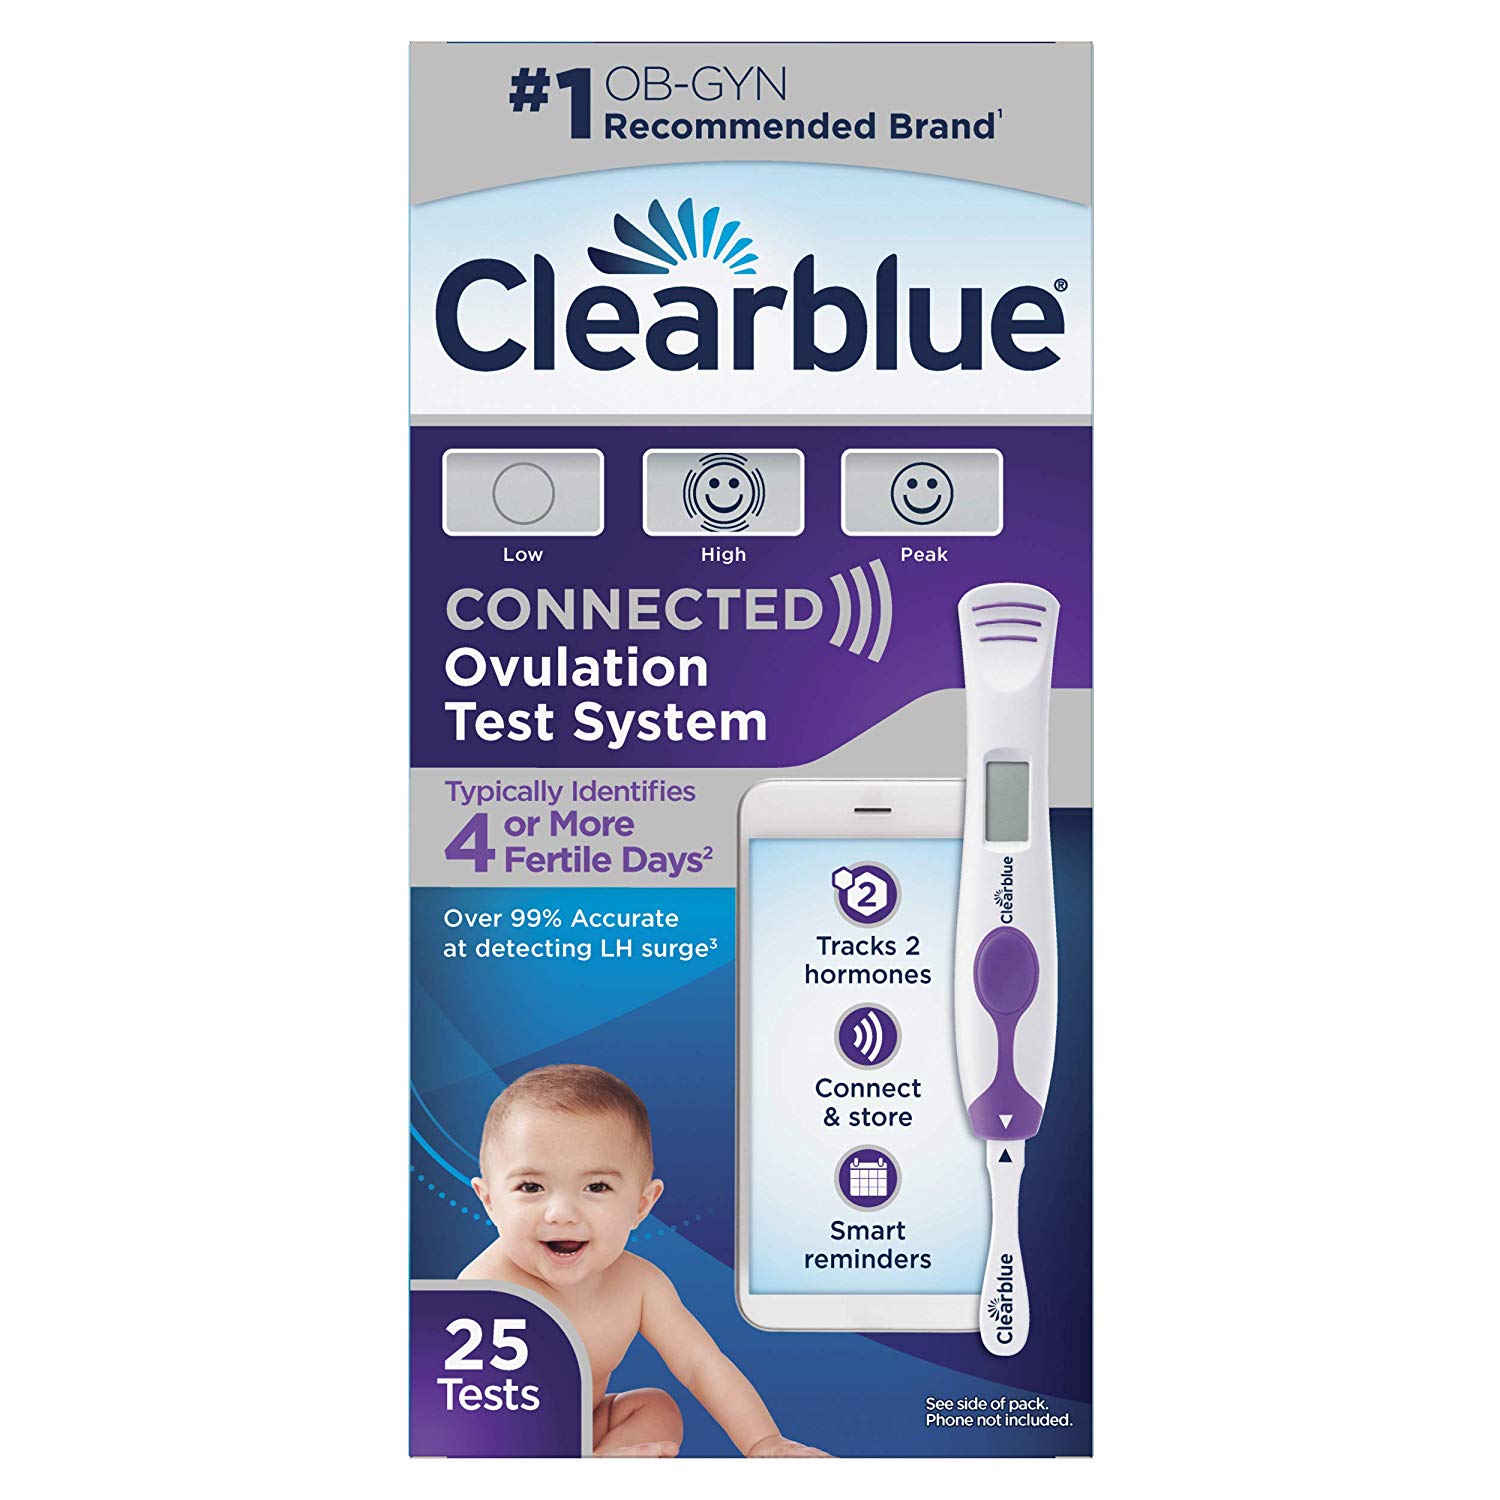 #1 OB-GYN
Recommended Brand¹
Clearblue®
Low
High
Peak
CONNECTED
Ovulation
Test System
Typically Identifies
4 or More
Fertile Days²
Over 99% Accurate
at detecting LH surge³
2
Tracks 2
hormones
Connect
& store
Smart
reminders
Clearblue
Clearblue
25
Tests
See side of pack.
Phone not included.